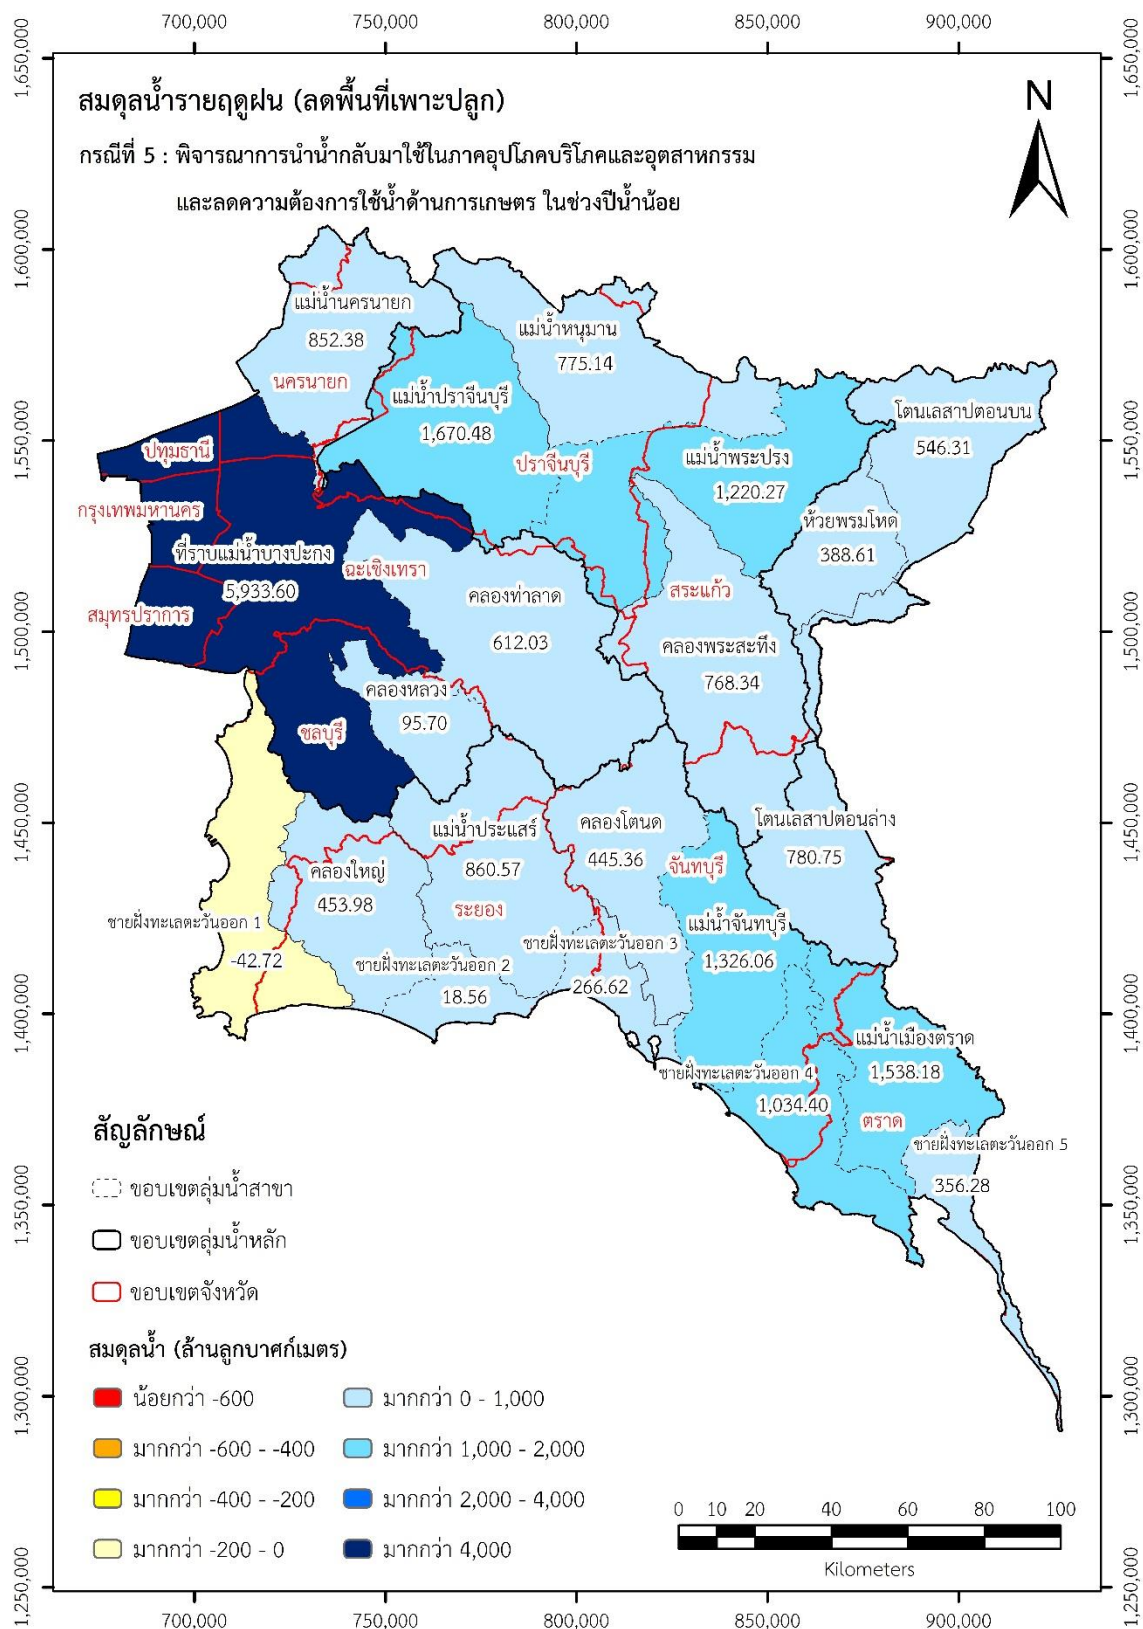 700,000 750,000 800,000 850,000 900,000
1,650,000 1,650,000
สมดุลน้ำรายฤดูฝน (ลดพื้นที่เพาะปลูก)
N
กรณีที่ 5 : พิจารณาการนำน้ำกลับมาใช้ในภาคอุปโภคบริโภคและอุตสาหกรรม
และลดความต้องการใช้น้ำด้านการเกษตร ในช่วงปีน้ำน้อย
1,600,000 1,600,000
แม่น้ำนครนายก
852.38
แม่น้ำหนุมาน
775.14
นครนายก
แม่น้ำปราจีนบุรี
1,670.48
โตนเลสาปตอนบน
546.31
1,550,000 1,550,000
ปทุมธานี
ปราจีนบุรี
แม่น้ำพระปรง
1,220.27
กรุงเทพมหานคร
ห้วยพรมโหด
388.61
ที่ราบแม่น้ำบางปะกง
5,933.60
ฉะเชิงเทรา
คลองท่าลาด
612.03
สระแก้ว
สมุทรปราการ
1,500,000 1,500,000
คลองพระสะทึง
768.34
คลองหลวง
95.70
ชลบุรี
1,450,000 1,450,000
แม่น้ำประแสร์
860.57
คลองโตนด
445.36
โตนเลสาปตอนล่าง
780.75
คลองใหญ่
453.98
จันทบุรี
ระยอง
ชายฝั่งทะเลตะวันออก 1
-42.72
แม่น้ำจันทบุรี
1,326.06
ชายฝั่งทะเลตะวันออก 3
266.62
ชายฝั่งทะเลตะวันออก 2
18.56
1,400,000 1,400,000
แม่น้ำเมืองตราด
1,538.18
ชายฝั่งทะเลตะวันออก 4
1,034.40
ตราด
ชายฝั่งทะเลตะวันออก 5
356.28
สัญลักษณ์
ขอบเขตลุ่มน้ำสาขา
1,350,000 1,350,000
ขอบเขตลุ่มน้ำหลัก
ขอบเขตจังหวัด
สมดุลน้ำ (ล้านลูกบาศก์เมตร)
1,300,000 1,300,000
น้อยกว่า -600 มากกว่า 0 - 1,000
มากกว่า -600 - -400 มากกว่า 1,000 - 2,000
มากกว่า -400 - -200 มากกว่า 2,000 - 4,000
มากกว่า -200 - 0 มากกว่า 4,000
0 10 20 40 60 80 100
Kilometers
1,250,000 1,250,000
700,000 750,000 800,000 850,000 900,000